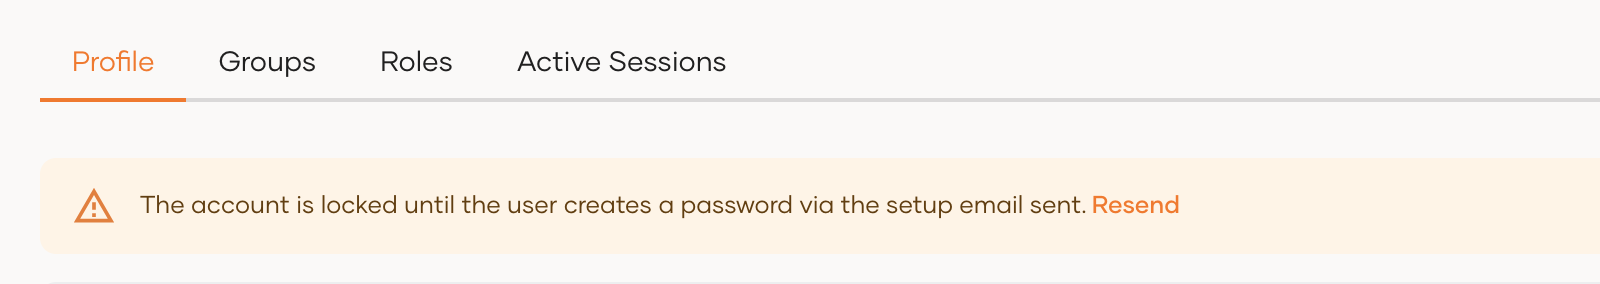 Profile Groups Roles Active Sessions
The account is locked until the user creates a password via the setup email sent. Resend